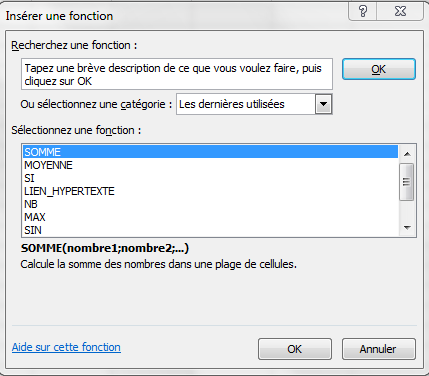 Insérer une fonction
Recherchez une fonction :
Tapez une brève description de ce que vous voulez faire, puis
cliquez sur OK
OK
Ou sélectionnez une catégorie : Les dernières utilisées
Sélectionnez une fonction :
SOMME
MOYENNE
SI
LIEN_HYPERTEXTE
NB
MAX
SIN
SOMME(nombre1;nombre2;...)
Calcule la somme des nombres dans une plage de cellules.
Aide sur cette fonction
OK
Annuler